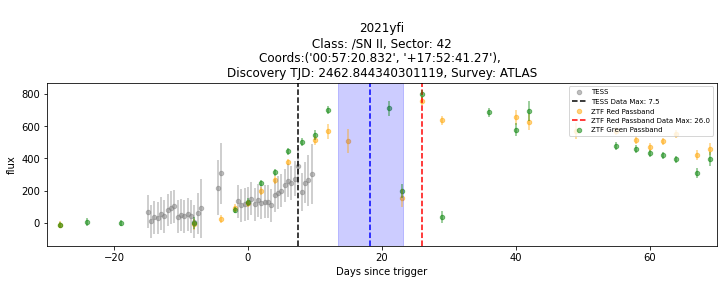 2021yfi
Class: /SN II, Sector: 42
Coords:('00:57:20.832', '+17:52:41.27'),
Discovery TJD: 2462.844340301119, Survey: ATLAS
800
600
400
200
0
flux
−20
0
20
40
60
Days since trigger
TESS
TESS Data Max: 7.5
ZTF Red Passband
ZTF Red Passband Data Max: 26.0
ZTF Green Passband